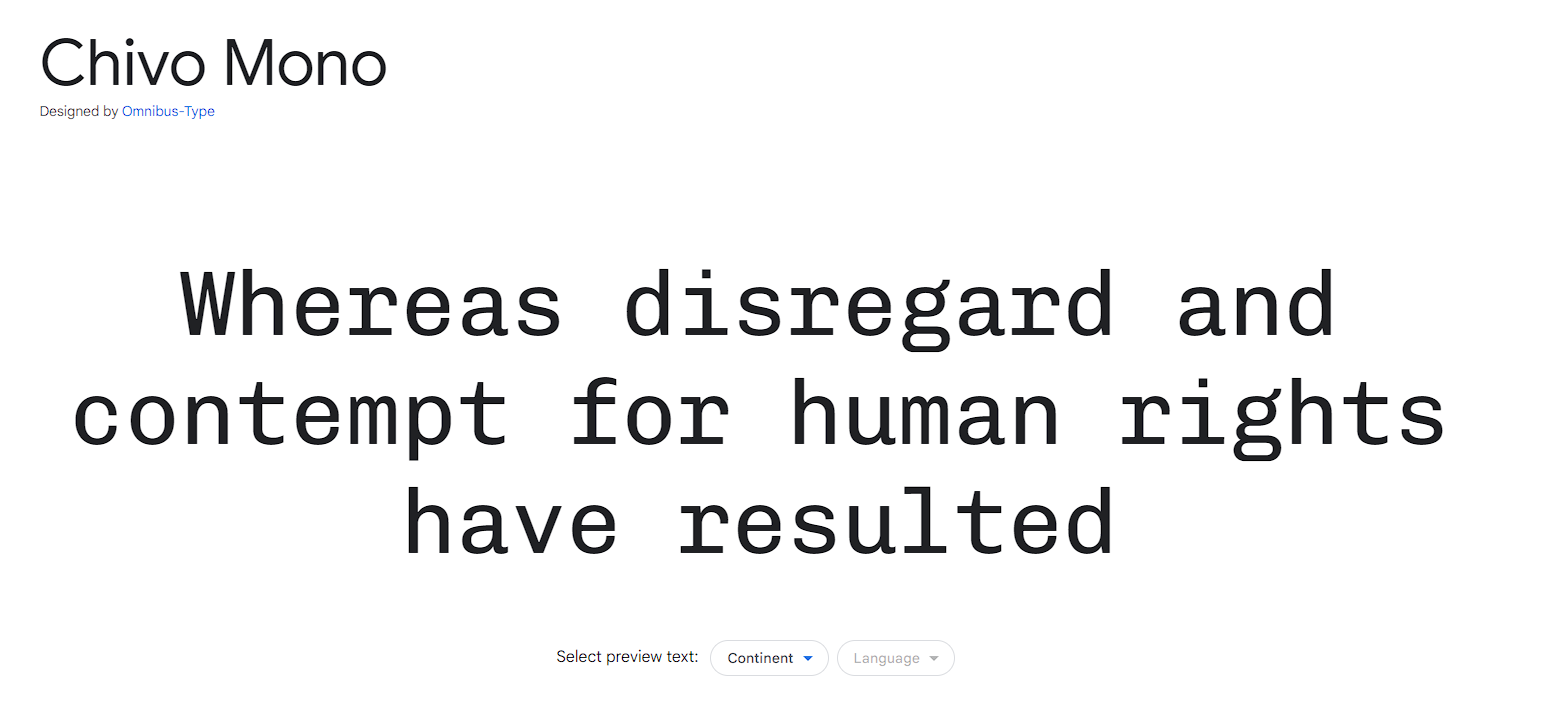 Chivo Mono
Designed by Omnibus-Type
Whereas disregard and
contempt for human rights
have resulted
Select preview text: Continent Language